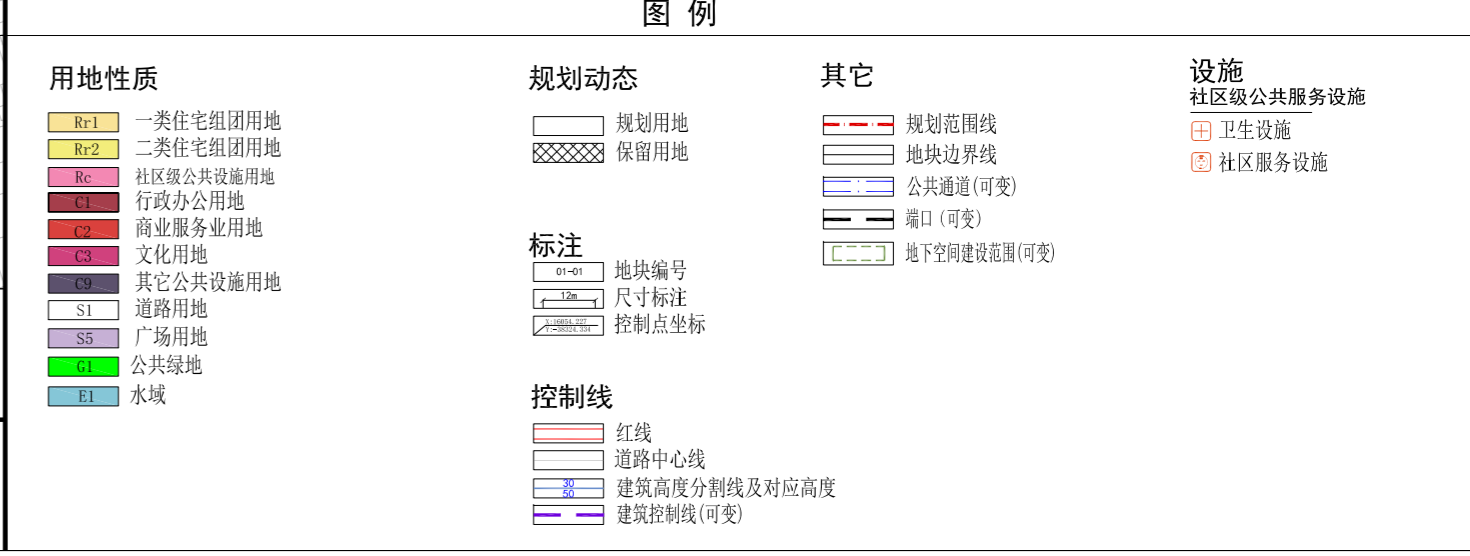 图 例
用地性质
Rr1 一类住宅组团用地
Rr2 二类住宅组团用地
Rc 社区级公共设施用地
C1 行政办公用地
C2 商业服务业用地
C3 文化用地
C9 其它公共设施用地
S1 道路用地
S5 广场用地
G1 公共绿地
E1 水域
规划动态
规划用地
保留用地
标注
01-01 地块编号
12m 尺寸标注
X:16054.227
Y:-38324.334
控制点坐标
控制线
红线
道路中心线
30
50
建筑高度分割线及对应高度
建筑控制线(可变)
其它
规划范围线
地块边界线
公共通道(可变)
端口 (可变)
地下空间建设范围(可变)
设施
社区级公共服务设施
卫生设施
社区服务设施